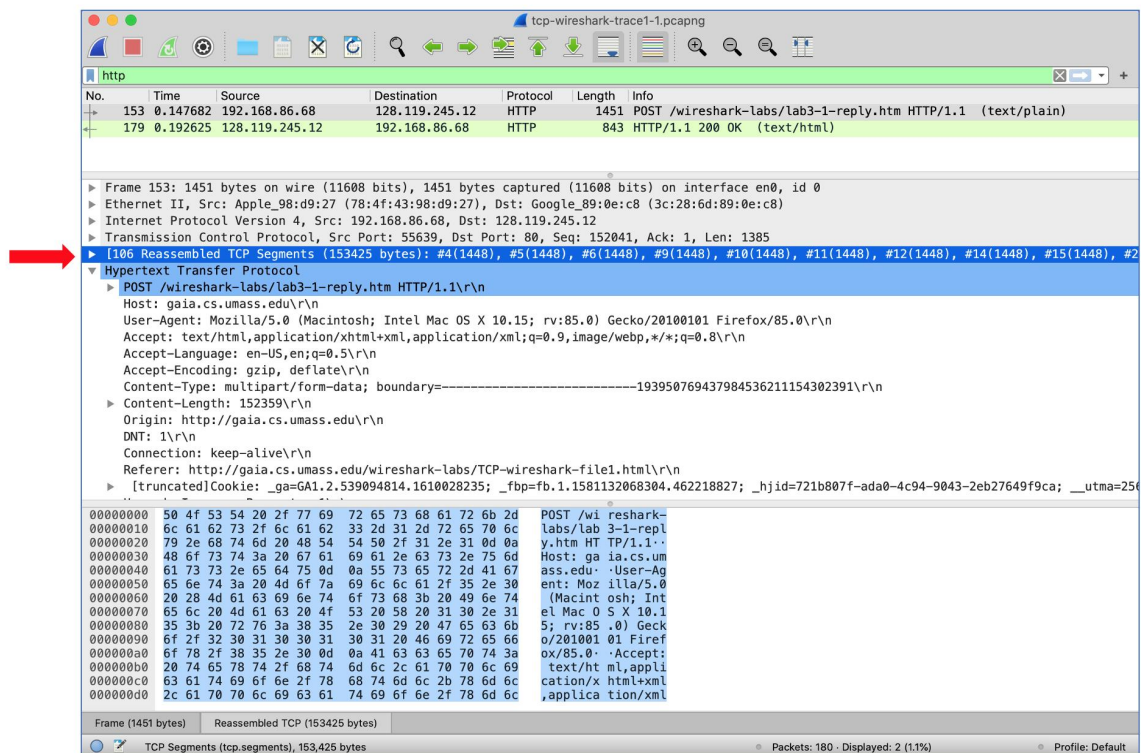 tcp-wireshark-trace1-1.pcapng
http
No. Time Source Destination Protocol Length Info
153 0.147682 192.168.86.68 128.119.245.12 HTTP 1451 POST /wireshark-labs/lab3-1-reply.htm HTTP/1.1 (text/plain)
179 0.192625 128.119.245.12 192.168.86.68 HTTP 843 HTTP/1.1 200 OK (text/html)
Frame 153: 1451 bytes on wire (11608 bits), 1451 bytes captured (11608 bits) on interface en0, id 0
Ethernet II, Src: Apple_98:d9:27 (78:4f:43:98:d9:27), Dst: Google_89:0e:c8 (3c:28:6d:89:0e:c8)
Internet Protocol Version 4, Src: 192.168.86.68, Dst: 128.119.245.12
Transmission Control Protocol, Src Port: 55639, Dst Port: 80, Seq: 152041, Ack: 1, Len: 1385
[106 Reassembled TCP Segments (153425 bytes): #4(1448), #5(1448), #6(1448), #9(1448), #10(1448), #11(1448), #12(1448), #14(1448), #15(1448), #2
Hypertext Transfer Protocol
POST /wireshark-labs/lab3-1-reply.htm HTTP/1.1\r\n
Host: gaia.cs.umass.edu\r\n
User-Agent: Mozilla/5.0 (Macintosh; Intel Mac OS X 10.15; rv:85.0) Gecko/20100101 Firefox/85.0\r\n
Accept: text/html,application/xhtml+xml,application/xml;q=0.9,image/webp,*/*;q=0.8\r\n
Accept-Language: en-US,en;q=0.5\r\n
Accept-Encoding: gzip, deflate\r\n
Content-Type: multipart/form-data; boundary=---------------------------193950769437984536211154302391\r\n
Content-Length: 152359\r\n
Origin: http://gaia.cs.umass.edu\r\n
DNT: 1\r\n
Connection: keep-alive\r\n
Referer: http://gaia.cs.umass.edu/wireshark-labs/TCP-wireshark-file1.html\r\n
[truncated]Cookie: _ga=GA1.2.539094814.1610028235; _fbp=fb.1.1581132068304.462218827; _hjid=721b807f-ada0-4c94-9043-2eb27649f9ca; __utma=256
00000000 50 4f 53 54 20 2f 77 69 72 65 73 68 61 72 6b 2d POST /wi reshark-
00000010 6c 61 62 73 2f 6c 61 62 33 2d 31 2d 72 65 70 6c labs/lab 3-1-repl
00000020 79 2e 68 74 6d 20 48 54 54 50 2f 31 2e 31 0d 0a y.htm HT TP/1.1··
00000030 48 6f 73 74 3a 20 67 61 69 61 2e 63 73 2e 75 6d Host: ga ia.cs.um
00000040 61 73 73 2e 65 64 75 0d 0a 55 73 65 72 2d 41 67 ass.edu· ·User-Ag
00000050 65 6e 74 3a 20 4d 6f 7a 69 6c 6c 61 2f 35 2e 30 ent: Moz illa/5.0
00000060 20 28 4d 61 63 69 6e 74 6f 73 68 3b 20 49 6e 74 (Macint osh; Int
00000070 65 6c 20 4d 61 63 20 4f 53 20 58 20 31 30 2e 31 el Mac O S X 10.1
00000080 35 3b 20 72 76 3a 38 35 2e 30 29 20 47 65 63 6b 5; rv:85 .0) Geck
00000090 6f 2f 32 30 31 30 30 31 30 31 20 46 69 72 65 66 o/201001 01 Firef
000000a0 6f 78 2f 38 35 2e 30 0d 0a 41 63 63 65 70 74 3a ox/85.0· ·Accept:
000000b0 20 74 65 78 74 2f 68 74 6d 6c 2c 61 70 70 6c 69 text/ht ml,appli
000000c0 63 61 74 69 6f 6e 2f 78 68 74 6d 6c 2b 78 6d 6c cation/x html+xml
000000d0 2c 61 70 70 6c 69 63 61 74 69 6f 6e 2f 78 6d 6c ,applica tion/xml
Frame (1451 bytes) Reassembled TCP (153425 bytes)
TCP Segments (tcp.segments), 153,425 bytes Packets: 180 · Displayed: 2 (1.1%) Profile: Default